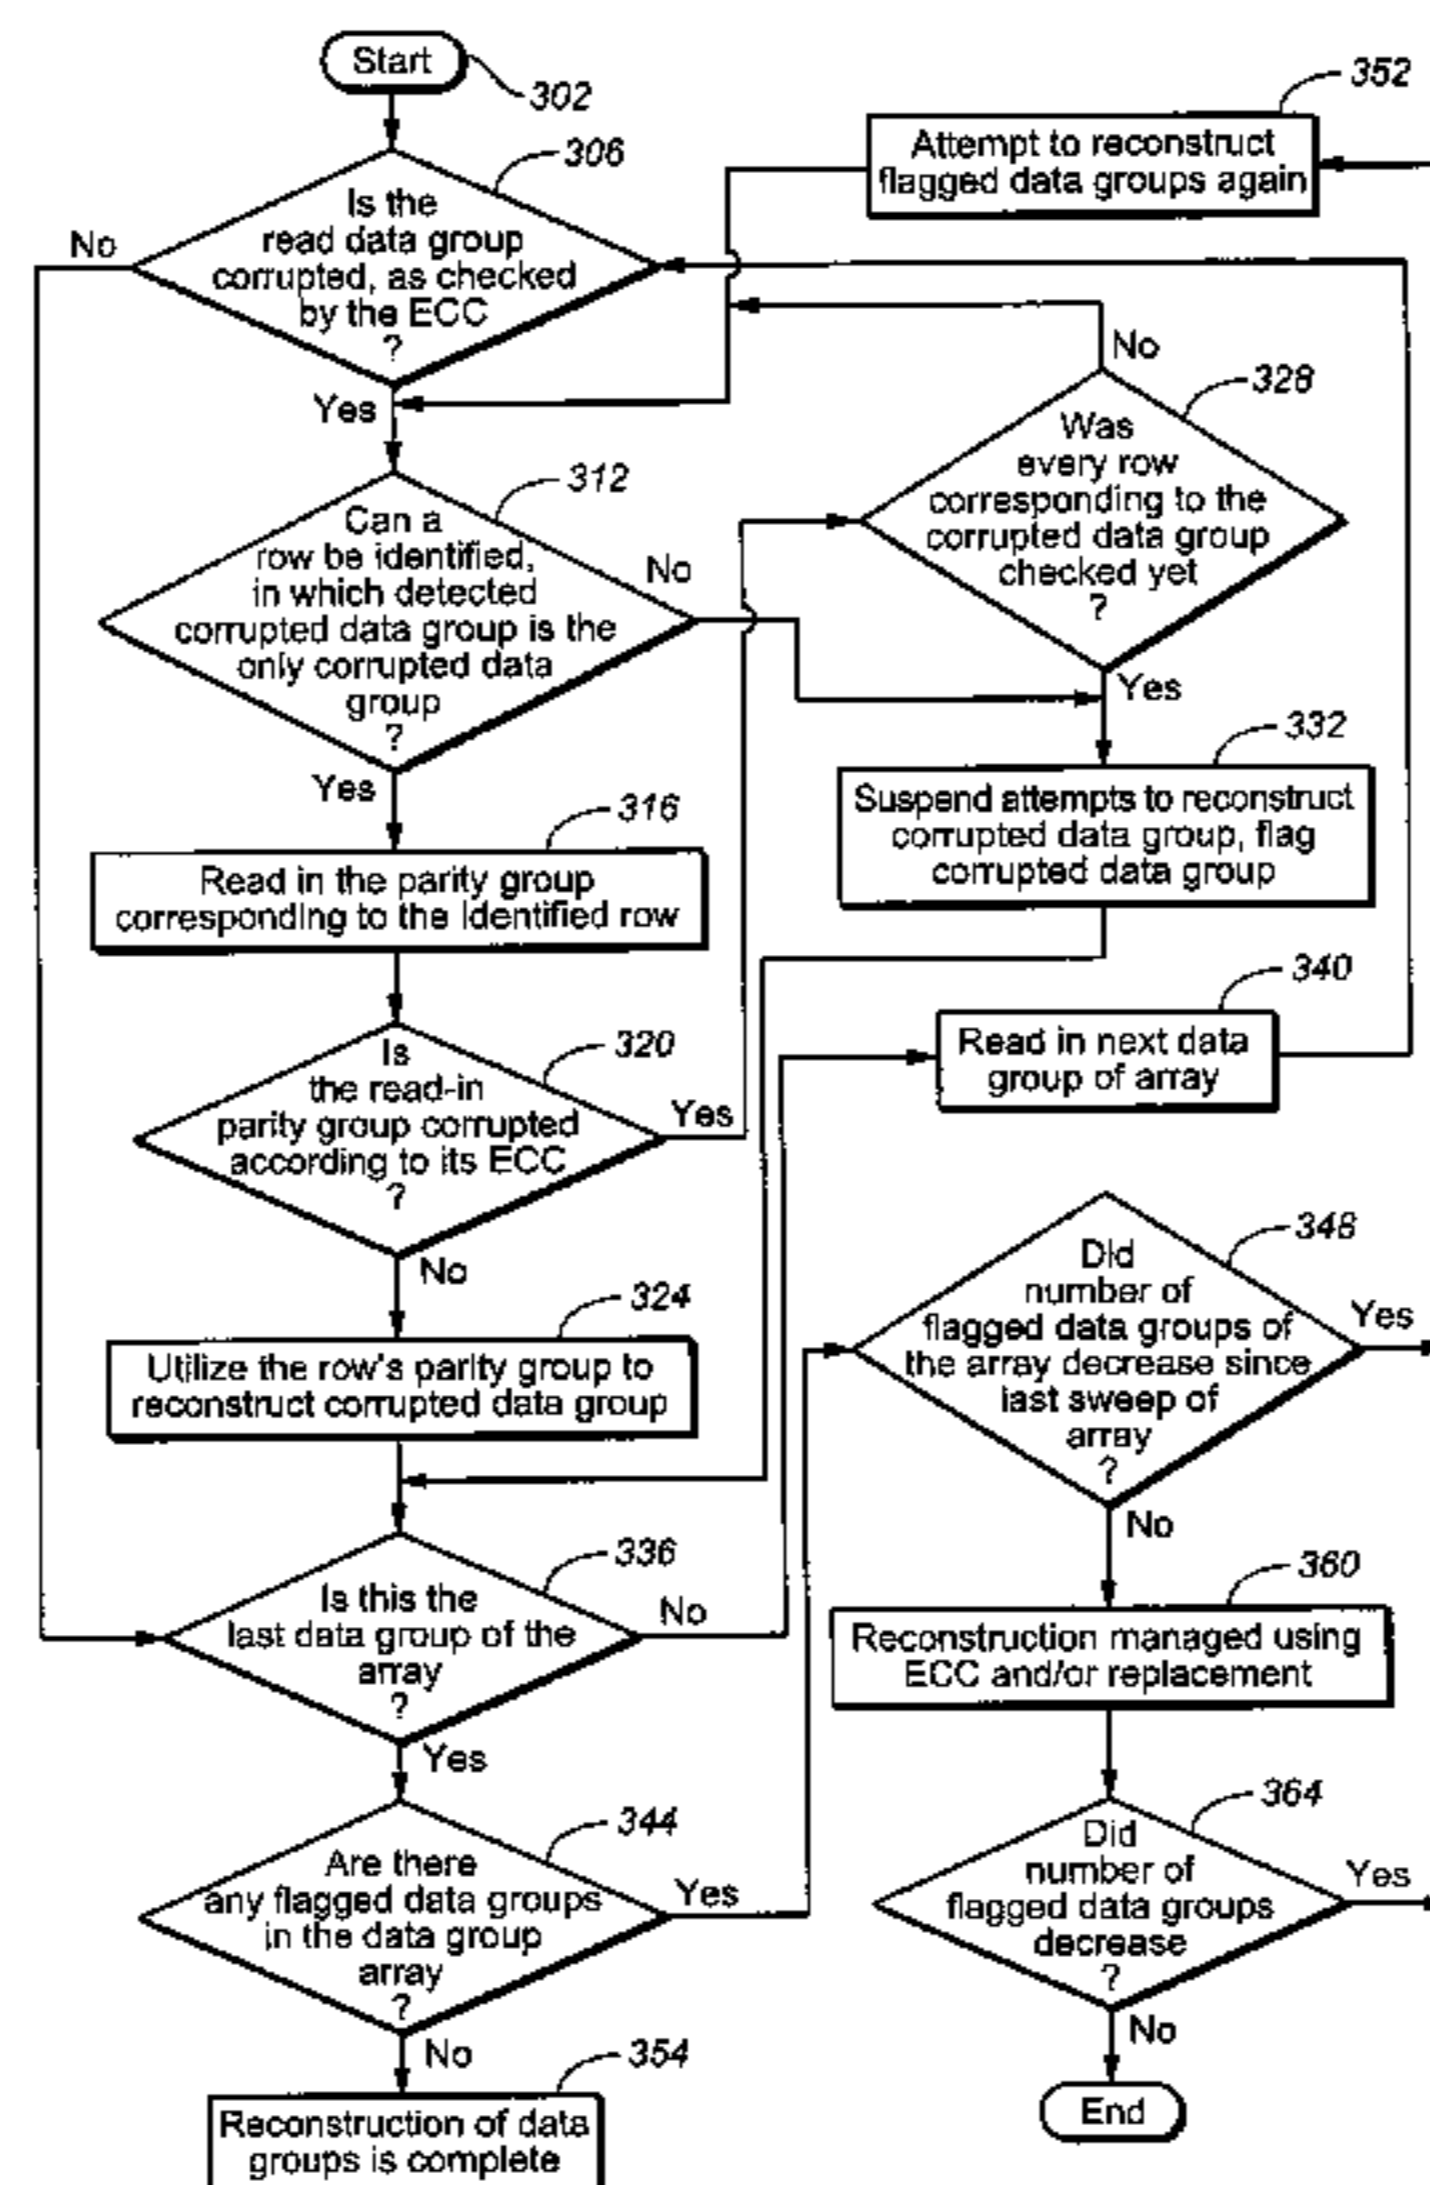 Start
302
306
Is the
read data group
corrupted, as checked
by the ECC
?
No
Yes
312
Can a
row be identified,
in which detected
corrupted data group is the
only corrupted data
group
?
No
Yes
316
Read in the parity group
corresponding to the identified row
320
Is
the read-in
parity group corrupted
according to its ECC
?
Yes
No
324
Utilize the row's parity group to
reconstruct corrupted data group
336
Is this the
last data group of the
array
?
No
Yes
344
Are there
any flagged data groups
in the data group
array
?
Yes
No
354
Reconstruction of data
groups is complete
352
Attempt to reconstruct
flagged data groups again
No
328
Was
every row
corresponding to the
corrupted data group
checked yet
?
Yes
332
Suspend attempts to reconstruct
corrupted data group, flag
corrupted data group
340
Read in next data
group of array
348
Did
number of
flagged data groups of
the array decrease since
last sweep of
array
?
Yes
No
360
Reconstruction managed using
ECC and/or replacement
364
Did
number of
flagged data groups
decrease
?
Yes
No
End